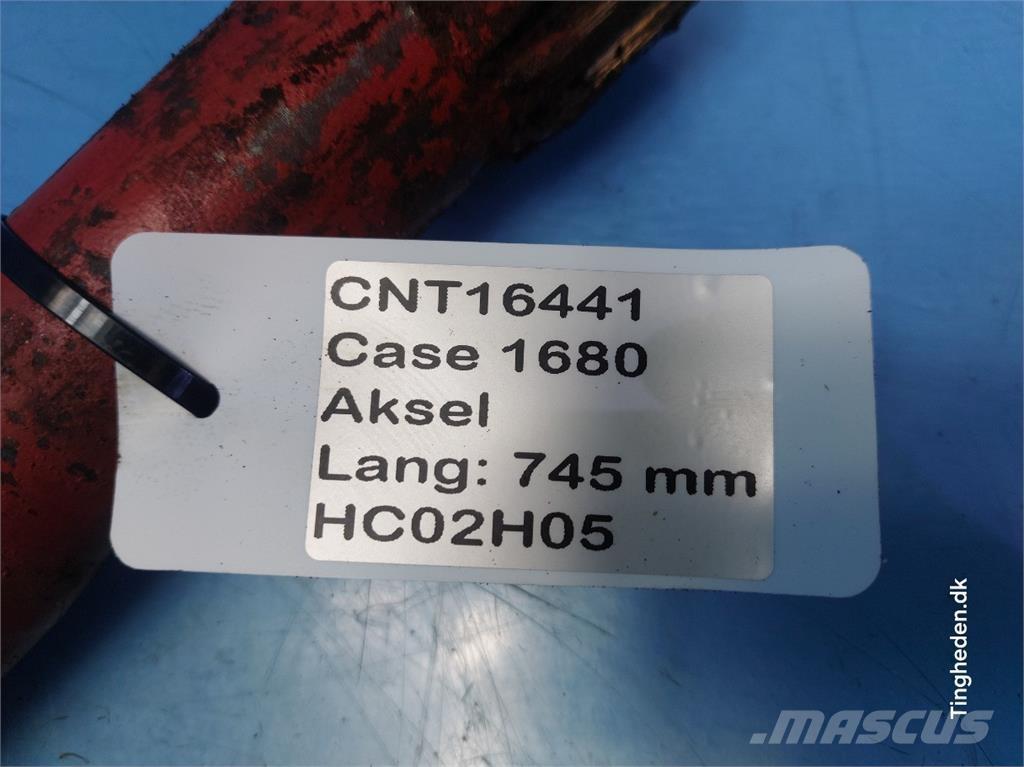 CNT16441
Case 1680
Aksel
Lang: 745 mm
HC02H05
Tingheden.dk
MASCUS